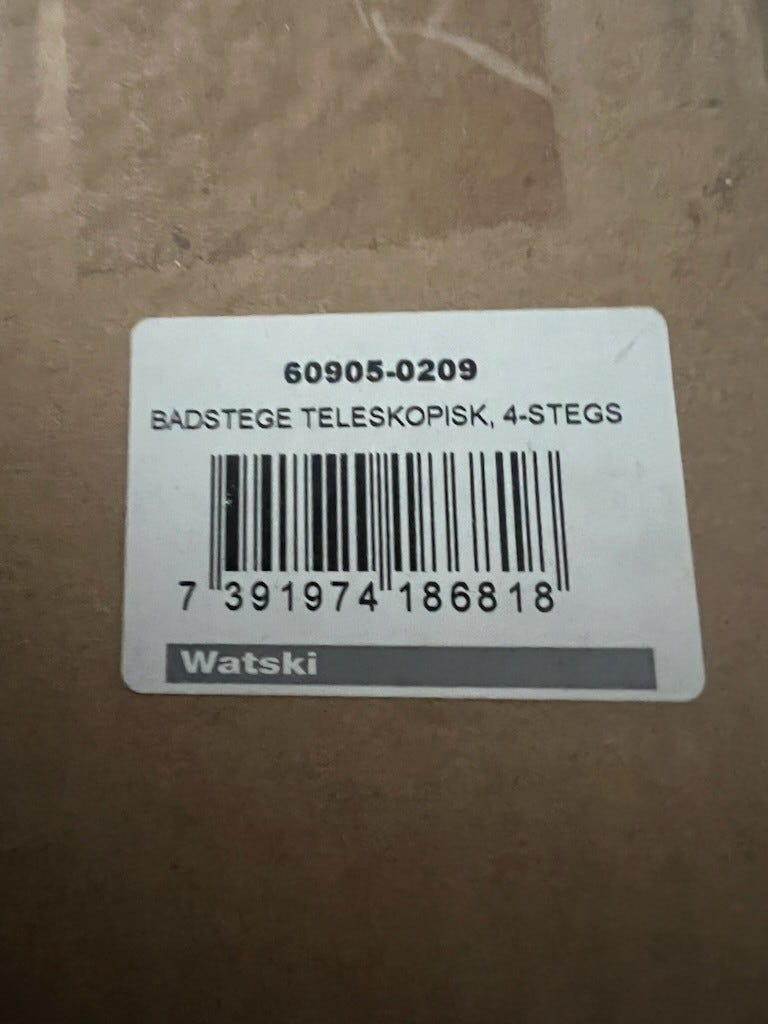 60905-0209
BADSTEGE TELESKOPISK, 4-STEGS
7 391974 186818
Watski